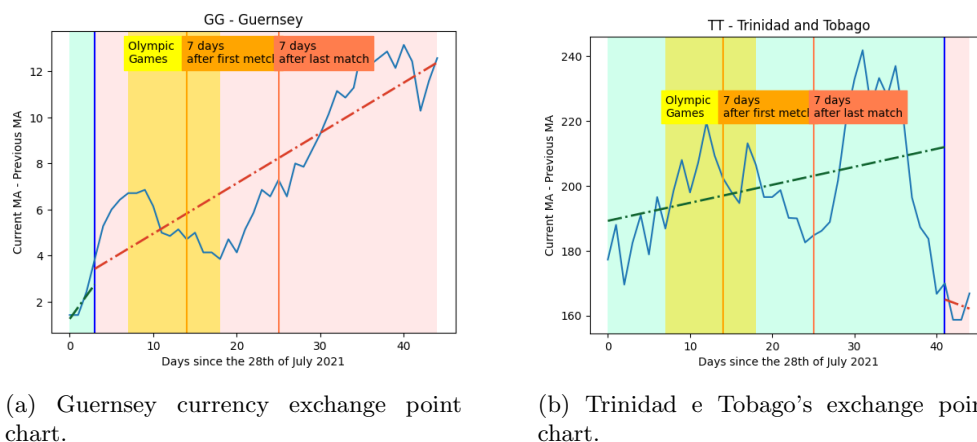 GG - Guernsey
Olympic
Games
7 days
after first metch
7 days
after last match
12
10
8
6
4
2
Current MA - Previous MA
0
10
20
30
40
Days since the 28th of July 2021
(a) Guernsey currency exchange point
chart.
TT - Trinidad and Tobago
Olympic
Games
7 days
after first metch
7 days
after last match
240
220
200
180
160
Current MA - Previous MA
0
10
20
30
40
Days since the 28th of July 2021
(b) Trinidad e Tobago's exchange poin
chart.